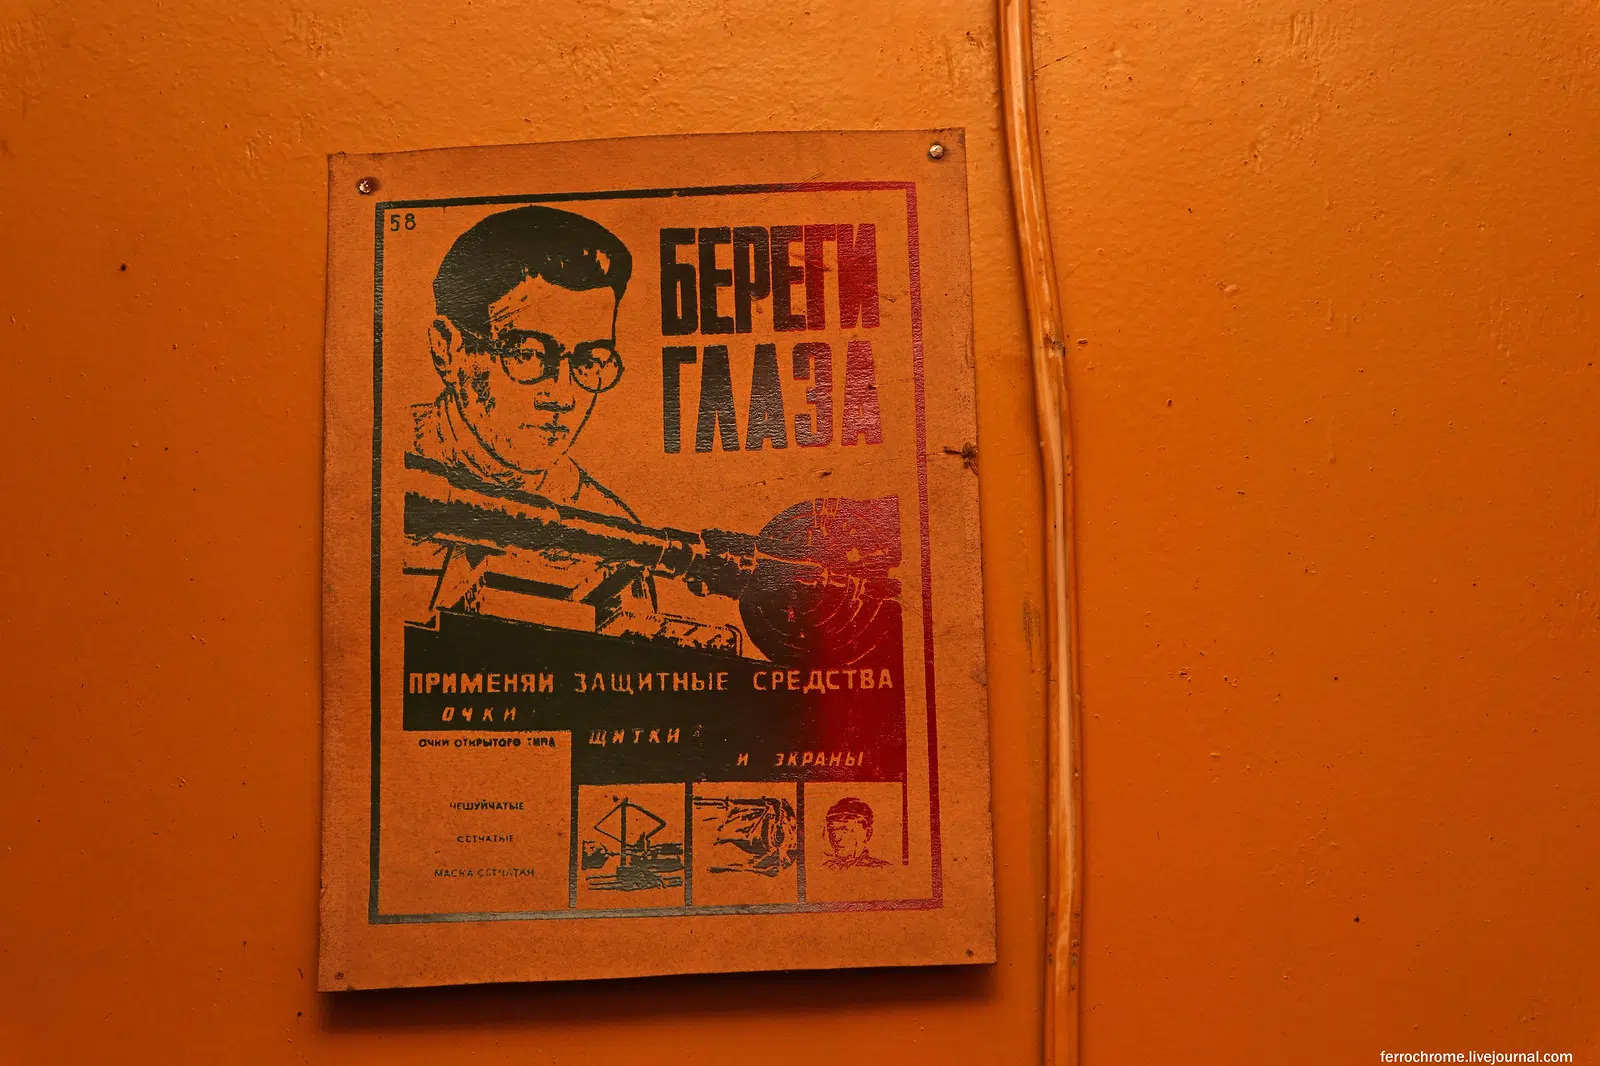 58
БЕРЕГИ
ГЛАЗА
ПРИМЕНЯЙ ЗАЩИТНЫЕ СРЕДСТВА
ОЧКИ
ЩИТКИ
И ЭКРАНЫ
ОЧКИ ОТКРЫТОГО ТИПА
ЧЕШУЙЧАТЫЕ
СЕТЧАТЫЕ
МАСКА СЕТЧАТАЯ
ferrochrome.livejournal.com